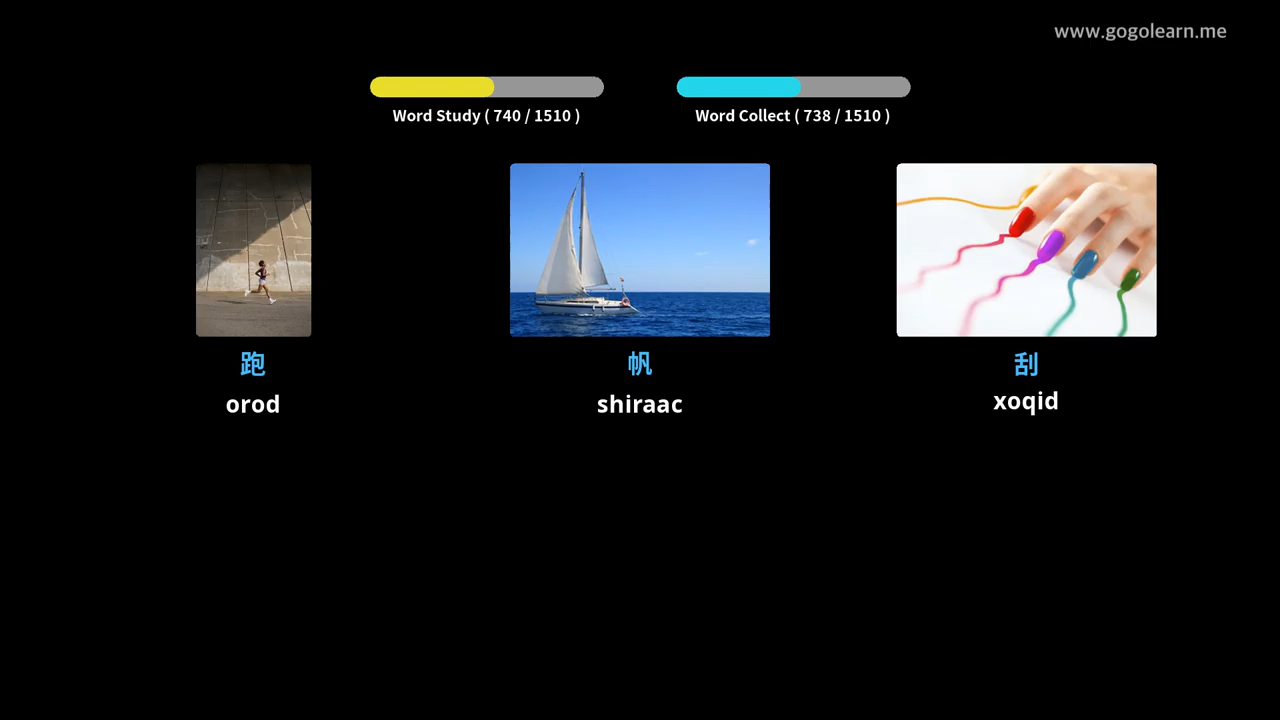 www.gogolearn.me
Word Study ( 740 / 1510 )
Word Collect ( 738 / 1510 )
跑
帆
刮
orod
shiraac
xoqid